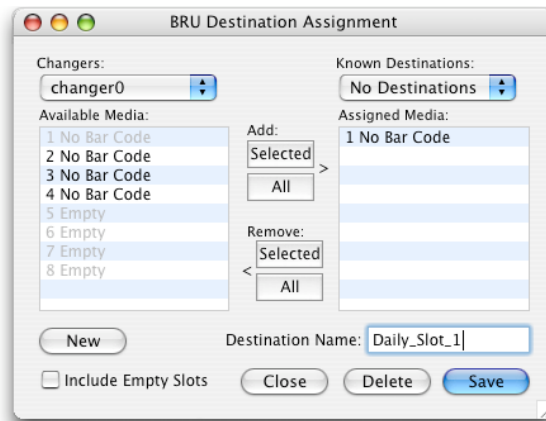 BRU Destination Assignment
Changers:
changer0
Known Destinations:
No Destinations
Available Media:
1 No Bar Code
2 No Bar Code
3 No Bar Code
4 No Bar Code
5 Empty
6 Empty
7 Empty
8 Empty
Add:
Selected
>
All
Remove:
Selected
<
All
Assigned Media:
1 No Bar Code
New
Destination Name: Daily_Slot_1
Include Empty Slots
Close
Delete
Save